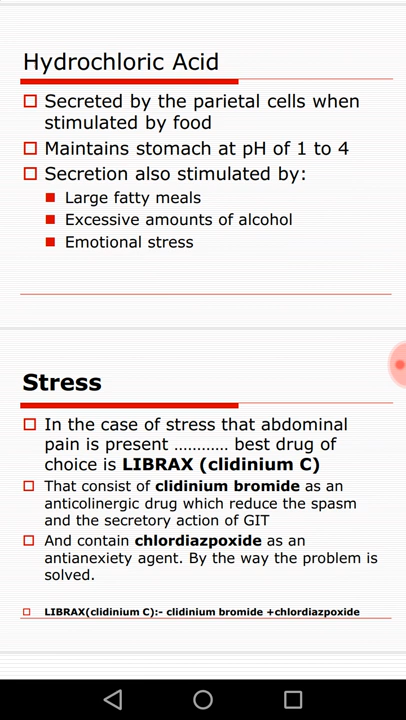 Hydrochloric Acid
Secreted by the parietal cells when
stimulated by food
Maintains stomach at pH of 1 to 4
Secretion also stimulated by:
Large fatty meals
Excessive amounts of alcohol
Emotional stress
Stress
In the case of stress that abdominal
pain is present ........... best drug of
choice is LIBRAX (clidinium C)
That consist of clidinium bromide as an
anticolinergic drug which reduce the spasm
and the secretory action of GIT
And contain chlordiazpoxide as an
antianexiety agent. By the way the problem is
solved.
LIBRAX(clidinium C):- clidinium bromide +chlordiazpoxide